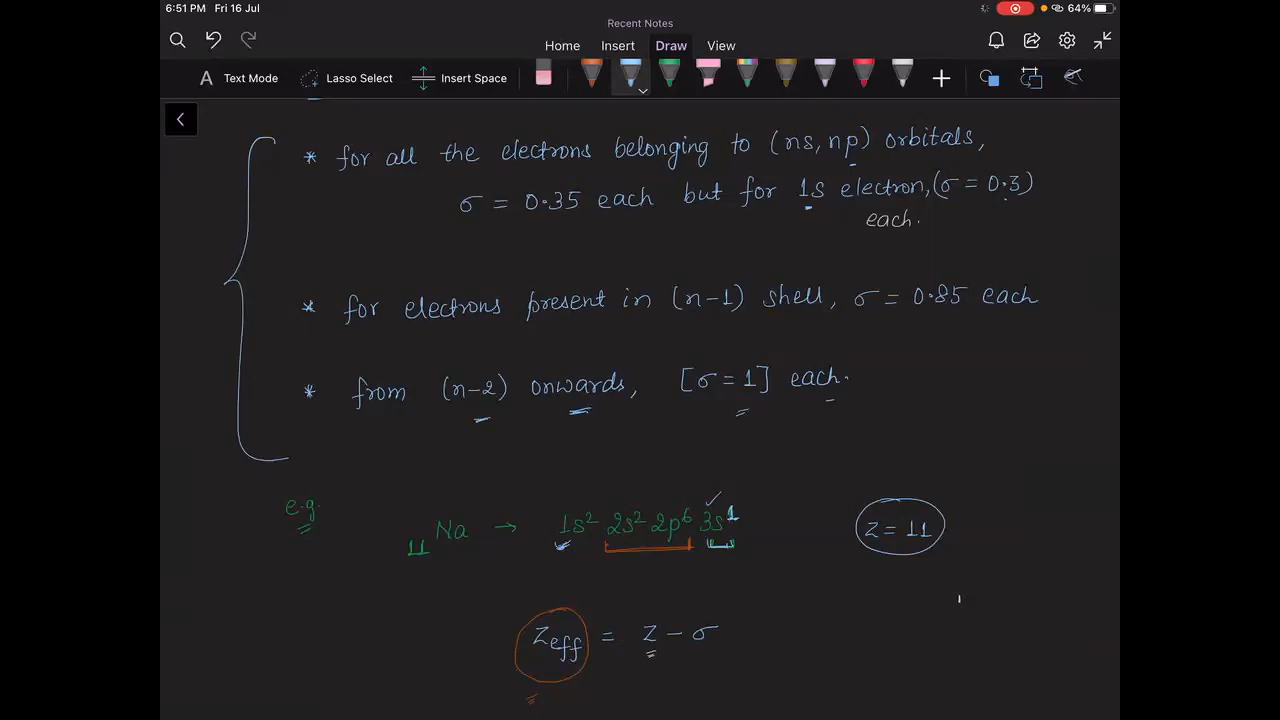 6:51 PM Fri 16 Jul
64%
Recent Notes
Home Insert Draw View
A Text Mode Lasso Select Insert Space
* for all the electrons belonging to (ns, np) orbitals,
σ = 0.35 each but for 1s electron, (σ = 0.3)
each.
* for electrons present in (n-1) shell, σ = 0.85 each
* from (n-2) onwards, [σ = 1] each.
e.g.
₁₁Na → 1s² 2s² 2p⁶ 3s¹
Z = 11
Zeff = Z - σ